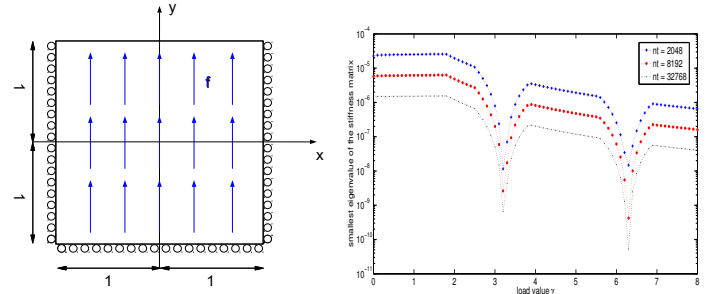 y
f
x
1
1
1
1
10^-4
10^-5
10^-6
10^-7
10^-8
10^-9
10^-10
10^-11
smallest eigenvalue of the stiffness matrix
nt = 2048
nt = 8192
nt = 32768
0 1 2 3 4 5 6 7 8
load value γ